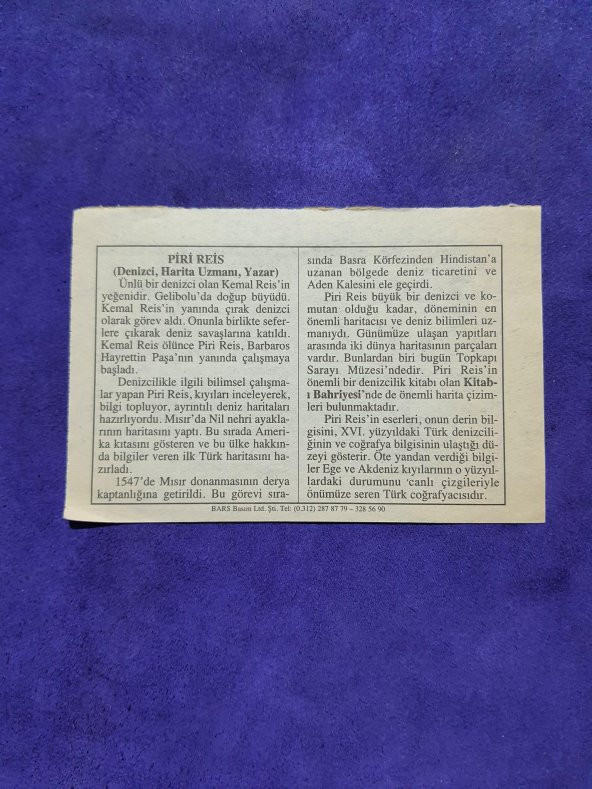 PİRİ REİS
(Denizci, Harita Uzmanı, Yazar)
Ünlü bir denizci olan Kemal Reis'in
yeğenidir. Gelibolu'da doğup büyüdü.
Kemal Reis'in yanında çırak denizci
olarak görev aldı. Onunla birlikte sefer-
lere çıkarak deniz savaşlarına katıldı.
Kemal Reis ölünce Piri Reis, Barbaros
Hayrettin Paşa'nın yanında çalışmaya
başladı.
Denizcilikle ilgili bilimsel çalışma-
lar yapan Piri Reis, kıyıları inceleyerek,
bilgi topluyor, ayrıntılı deniz haritaları
hazırlıyordu. Mısır'da Nil nehri ayakla-
rının haritasını yaptı. Bu sırada Ameri-
ka kıtasını gösteren ve bu ülke hakkın-
da bilgiler veren ilk Türk haritasını ha-
zırladı.
1547'de Mısır donanmasının derya
kaptanlığına getirildi. Bu görevi sıra-
sında Basra Körfezinden Hindistan'a
uzanan bölgede deniz ticaretini ve
Aden Kalesini ele geçirdi.
Piri Reis büyük bir denizci ve ko-
mutan olduğu kadar, döneminin en
önemli haritacısı ve deniz bilimleri uz-
manıydı. Günümüze ulaşan yapıtları
arasında iki dünya haritasının parçaları
vardır. Bunlardan biri bugün Topkapı
Sarayı Müzesi'ndedir. Piri Reis'in
önemli bir denizcilik kitabı olan Kitab-
ı Bahriyesi'nde de önemli harita çizim-
leri bulunmaktadır.
Piri Reis'in eserleri, onun derin bil-
gisini, XVI. yüzyıldaki Türk denizcili-
ğinin ve coğrafya bilgisinin ulaştığı dü-
zeyi gösterir. Öte yandan verdiği bilgi-
ler Ege ve Akdeniz kıyılarının o yüzyıl-
lardaki durumunu canlı çizgileriyle
önümüze seren Türk coğrafyacısıdır.
BARS Basım Ltd. Şti. Tel: (0.312) 287 87 79 – 328 56 90